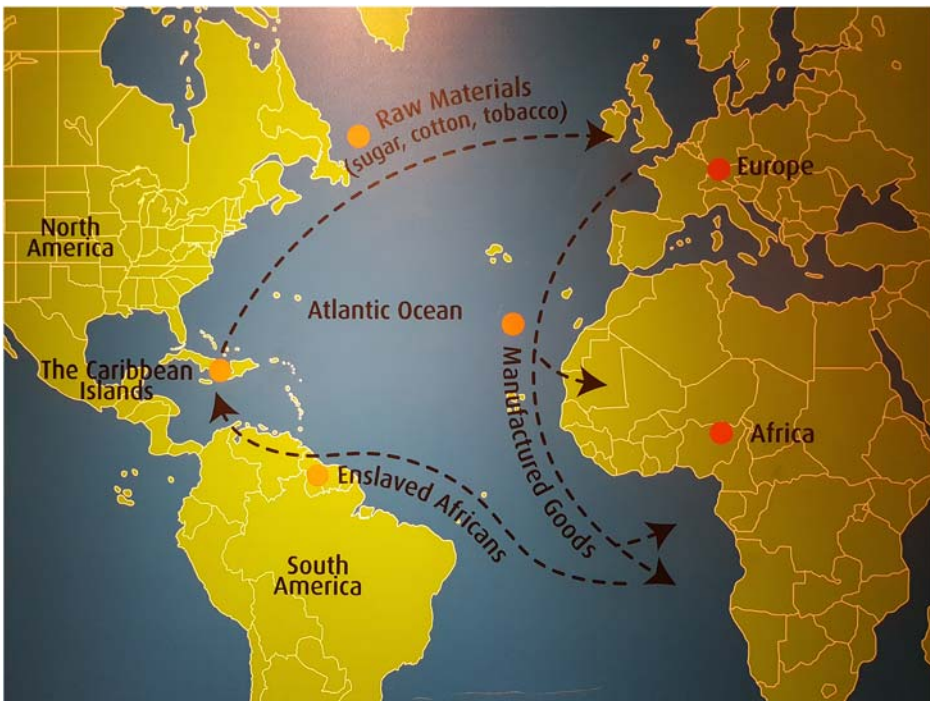 Raw Materials
(sugar, cotton, tobacco)
Europe
North
America
Atlantic Ocean
The Caribbean
Islands
Manufactured Goods
Africa
Enslaved Africans
South
America